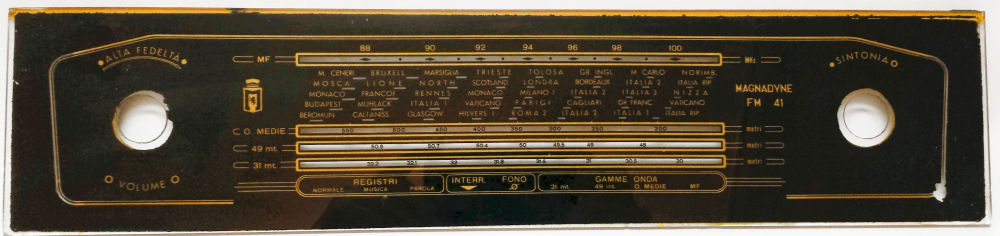 88 90 92 94 96 98 100
ALTA FEDELTÀ
MF MHz
SINTONIA
M. CENERI BRUXELL MARSIGLIA TRIESTE TOLOSA GR. INGL. M. CARLO NORIMB.
MOSCA LIONE NORTH SCOTLAND LONDRA BORDEAUX ITALIA 2 ITALIA RIP
MONACO FRANCOF RENNES MONACO MILANO 1 ITALIA 2 ITALIA 3 NIZZA
BUDAPEST MUHLACK ITALIA 1 VATICANO PARIGI CAGLIARI GR. FRANC VATICANO
BEROMUN CALTANISS GLASGOW HILVERS 1 ROMA 2 ITALIA 2 ITALIA 1 ITALIA RIP
MAGNADYNE
FM 41
O. MEDIE 550 500 450 400 350 300 250 200 metri
49 mt. 50.9 50.7 50.4 50 49.5 49 48 metri
31 mt. 32.2 32.1 32 31.8 31.5 31 30.5 30 metri
VOLUME
REGISTRI INTERR. FONO GAMME ONDA
NORMALE MUSICA PAROLA 31 mt. 49 mt. O. MEDIE MF